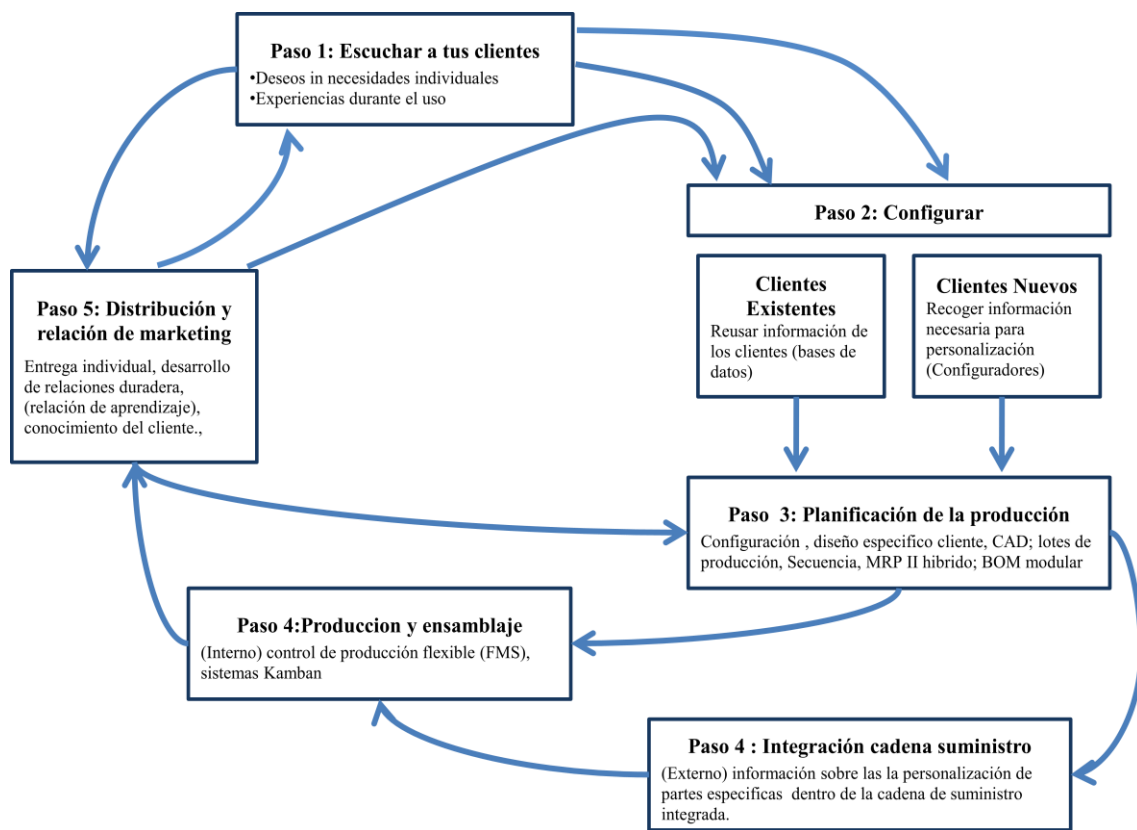 Paso 1: Escuchar a tus clientes
•Deseos in necesidades individuales
•Experiencias durante el uso
Paso 2: Configurar
Clientes
Existentes
Reusar información de
los clientes (bases de
datos)
Clientes Nuevos
Recoger información
necesaria para
personalización
(Configuradores)
Paso 5: Distribución y
relación de marketing
Entrega individual, desarrollo
de relaciones duradera,
(relación de aprendizaje),
conocimiento del cliente.,
Paso 3: Planificación de la producción
Configuración , diseño especifico cliente, CAD; lotes de
producción, Secuencia, MRP II hibrido; BOM modular
Paso 4:Produccion y ensamblaje
(Interno) control de producción flexible (FMS),
sistemas Kamban
Paso 4 : Integración cadena suministro
(Externo) información sobre las la personalización de
partes especificas dentro de la cadena de suministro
integrada.